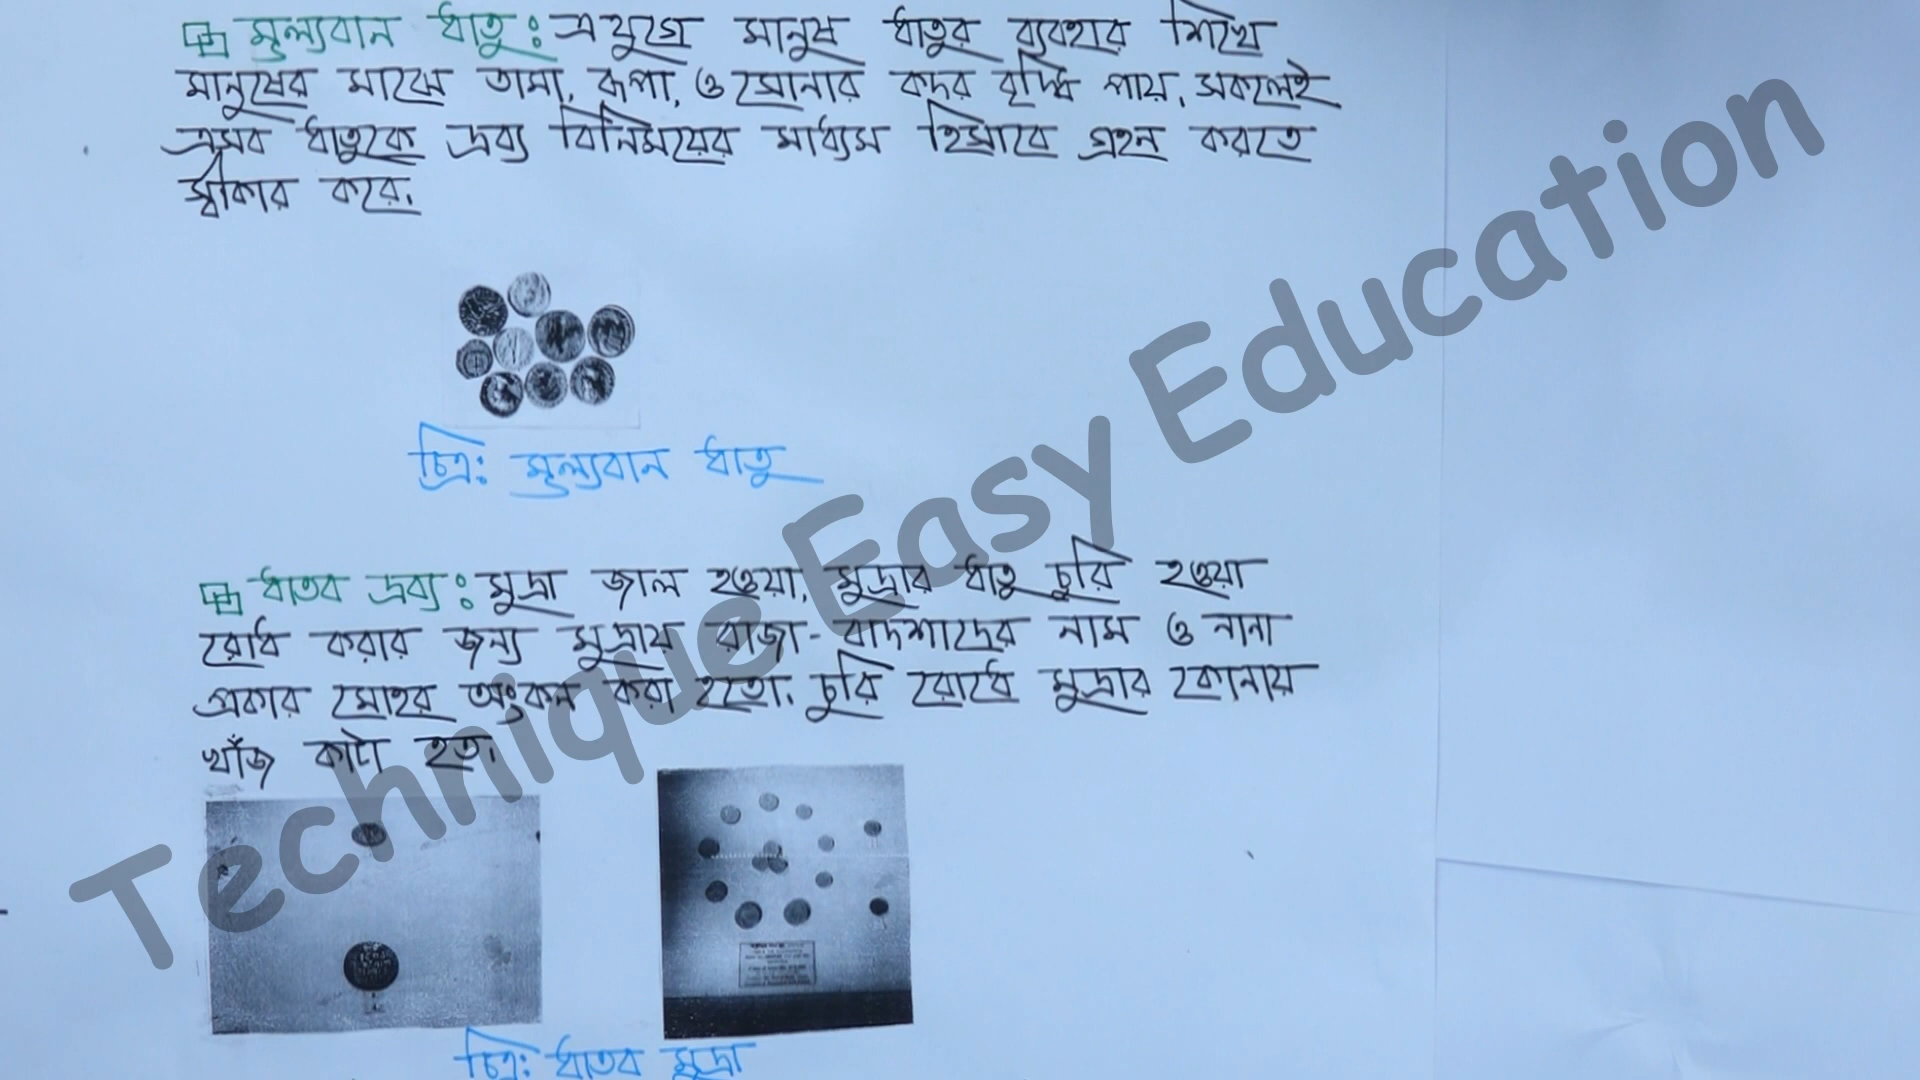 মূল্যবান ধাতু: এযুগে মানুষ ধাতুর ব্যবহার শিখে
মানুষের মাঝে তামা, রূপা, ও সোনার কদর বৃদ্ধি পায়, সকলেই
এসব ধাতুকে দ্রব্য বিনিময়ের মাধ্যম হিসাবে গ্রহন করতে
স্বীকার করে.
চিত্র: মূল্যবান ধাতু
ধাতব দ্রব্য: মুদ্রা জাল হওয়া, মুদ্রার ধাতু চুরি হওয়া
রোধ করার জন্য মুদ্রায় রাজা-বাদশাদের নাম ও নানা
প্রকার মোহর অংকন করা হতো. চুরি রোধে মুদ্রার কোনায়
খাঁজ কাটা হত.
চিত্র: ধাতব মুদ্রা
Technique Easy Education